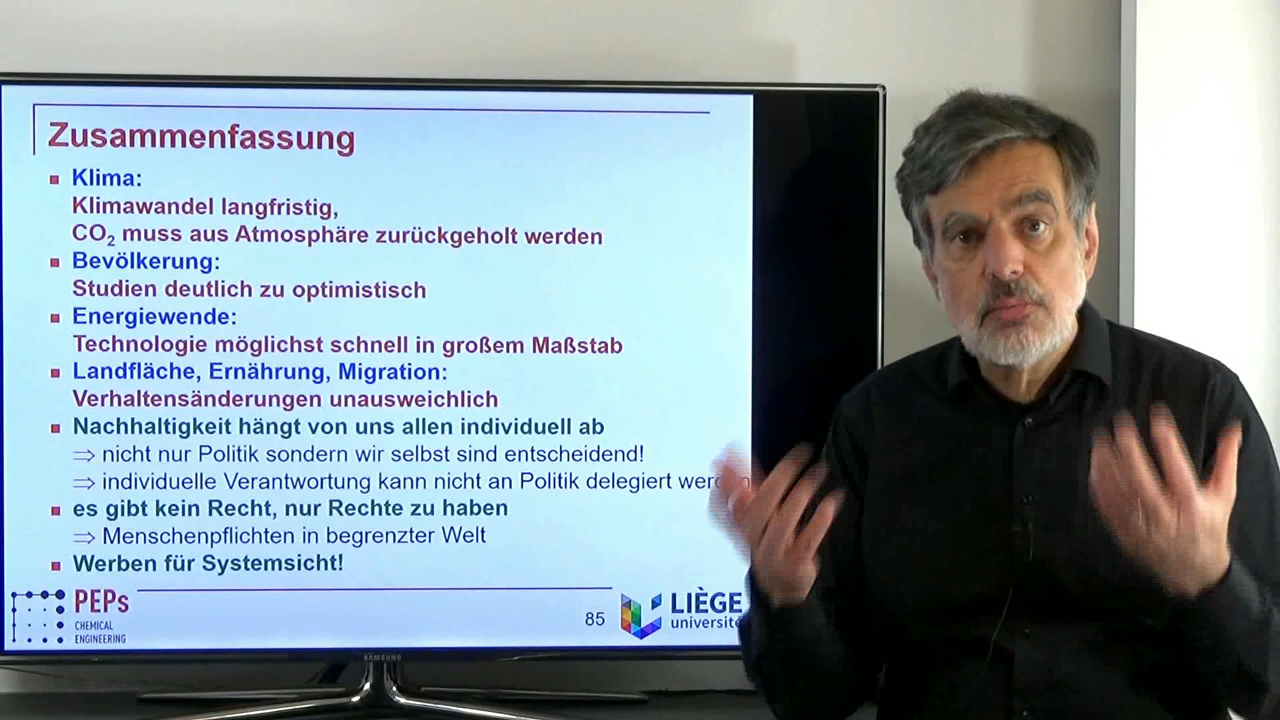 Zusammenfassung
Klima:
Klimawandel langfristig,
CO₂ muss aus Atmosphäre zurückgeholt werden
Bevölkerung:
Studien deutlich zu optimistisch
Energiewende:
Technologie möglichst schnell in großem Maßstab
Landfläche, Ernährung, Migration:
Verhaltensänderungen unausweichlich
Nachhaltigkeit hängt von uns allen individuell ab
⇒ nicht nur Politik sondern wir selbst sind entscheidend!
⇒ individuelle Verantwortung kann nicht an Politik delegiert werden
es gibt kein Recht, nur Rechte zu haben
⇒ Menschenpflichten in begrenzter Welt
Werben für Systemsicht!
PEPs
CHEMICAL
ENGINEERING
85
LIÈGE
université
SAMSUNG